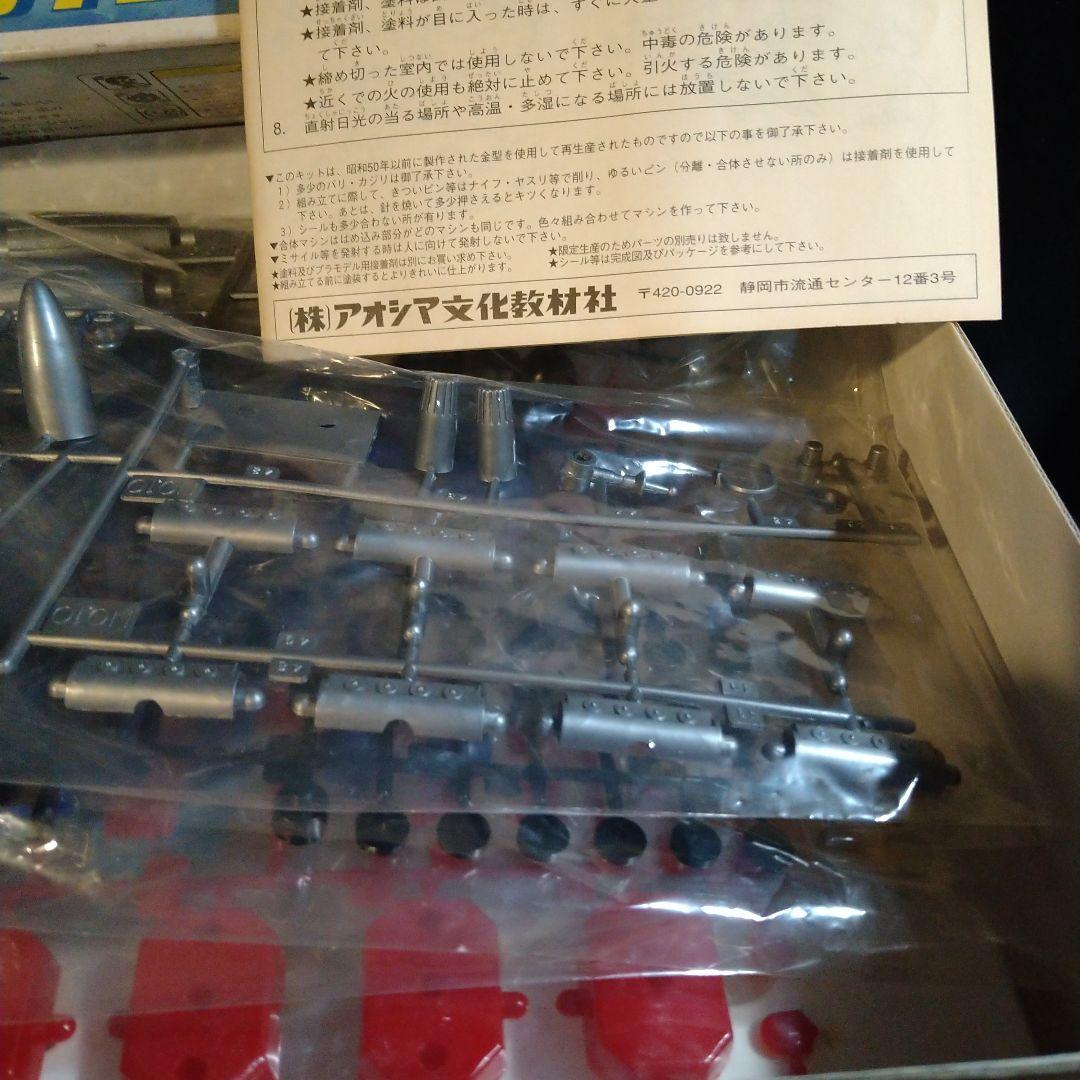 ★接着剤、塗料が目に入った時は、すぐに大量
て下さい。
★締め切った室内では使用しないで下さい。中毒の危険があります。
★近くでの火の使用も絶対に止めて下さい。引火する危険があります。
8. 直射日光の当る場所や高温・多湿になる場所には放置しないで下さい。
▼このキットは、昭和50年以前に製作された金型を使用して再生産されたものですので以下の事を御了承下さい。
1）多少のバリ・カジリは御了承下さい。
2）組み立てに際して、きついピン等はナイフ・ヤスリ等で削り、ゆるいピン（分離・合体させない所のみ）は接着剤を使用して
下さい。あとは、針を焼いて多少押さえるとキツくなります。
3）シールも多少合わない所が有ります。
▼合体マシンははめ込み部分がどのマシンも同じです。色々組み合わせてマシンを作って下さい。
▼ミサイル等を発射する時は人に向けて発射しないで下さい。
★塗料及びプラモデル用接着剤は別にお買い求め下さい。 ★限定生産のためパーツの別売りは致しません。
★組み立てる前に塗装するとよりきれいに仕上がります。 ★シール等は完成図及びパッケージを参考にして下さい。
（株）アオシマ文化教材社 〒420-0922 静岡市流通センター12番3号